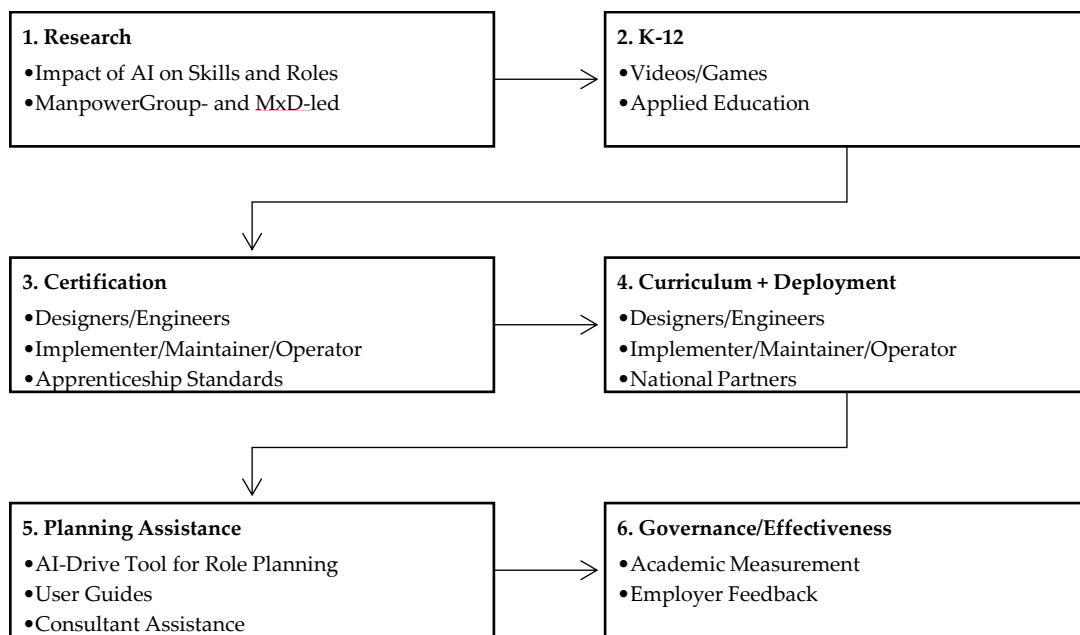 1. Research
•Impact of AI on Skills and Roles
•ManpowerGroup- and MxD-led
2. K-12
•Videos/Games
•Applied Education
3. Certification
•Designers/Engineers
•Implementer/Maintainer/Operator
•Apprenticeship Standards
4. Curriculum + Deployment
•Designers/Engineers
•Implementer/Maintainer/Operator
•National Partners
5. Planning Assistance
•AI-Drive Tool for Role Planning
•User Guides
•Consultant Assistance
6. Governance/Effectiveness
•Academic Measurement
•Employer Feedback